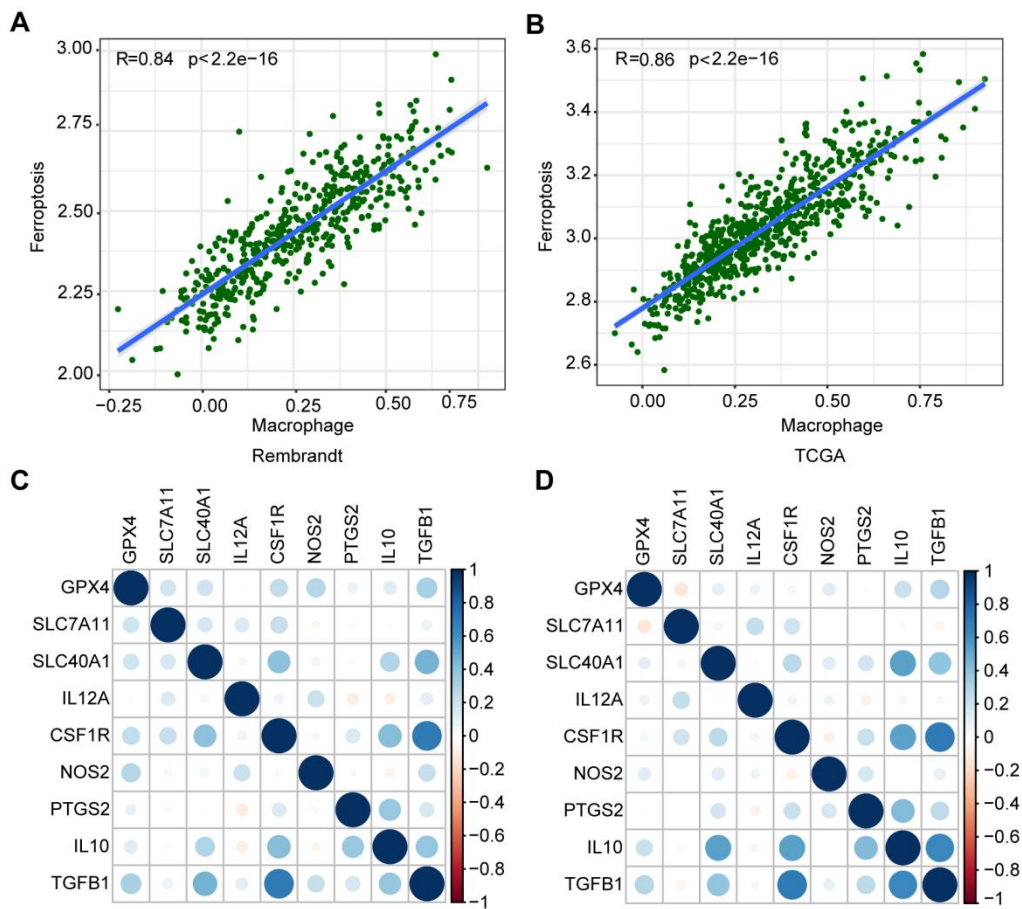 A
R=0.84 p<2.2e−16
3.00
2.75
2.50
2.25
2.00
Ferroptosis
−0.25 0.00 0.25 0.50 0.75
Macrophage
Rembrandt
B
R=0.86 p<2.2e−16
3.6
3.4
3.2
3.0
2.8
2.6
Ferroptosis
0.00 0.25 0.50 0.75
Macrophage
TCGA
C
GPX4 SLC7A11 SLC40A1 IL12A CSF1R NOS2 PTGS2 IL10 TGFB1
GPX4
SLC7A11
SLC40A1
IL12A
CSF1R
NOS2
PTGS2
IL10
TGFB1
1
0.8
0.6
0.4
0.2
0
−0.2
−0.4
−0.6
−0.8
−1
D
GPX4 SLC7A11 SLC40A1 IL12A CSF1R NOS2 PTGS2 IL10 TGFB1
GPX4
SLC7A11
SLC40A1
IL12A
CSF1R
NOS2
PTGS2
IL10
TGFB1
1
0.8
0.6
0.4
0.2
0
−0.2
−0.4
−0.6
−0.8
−1